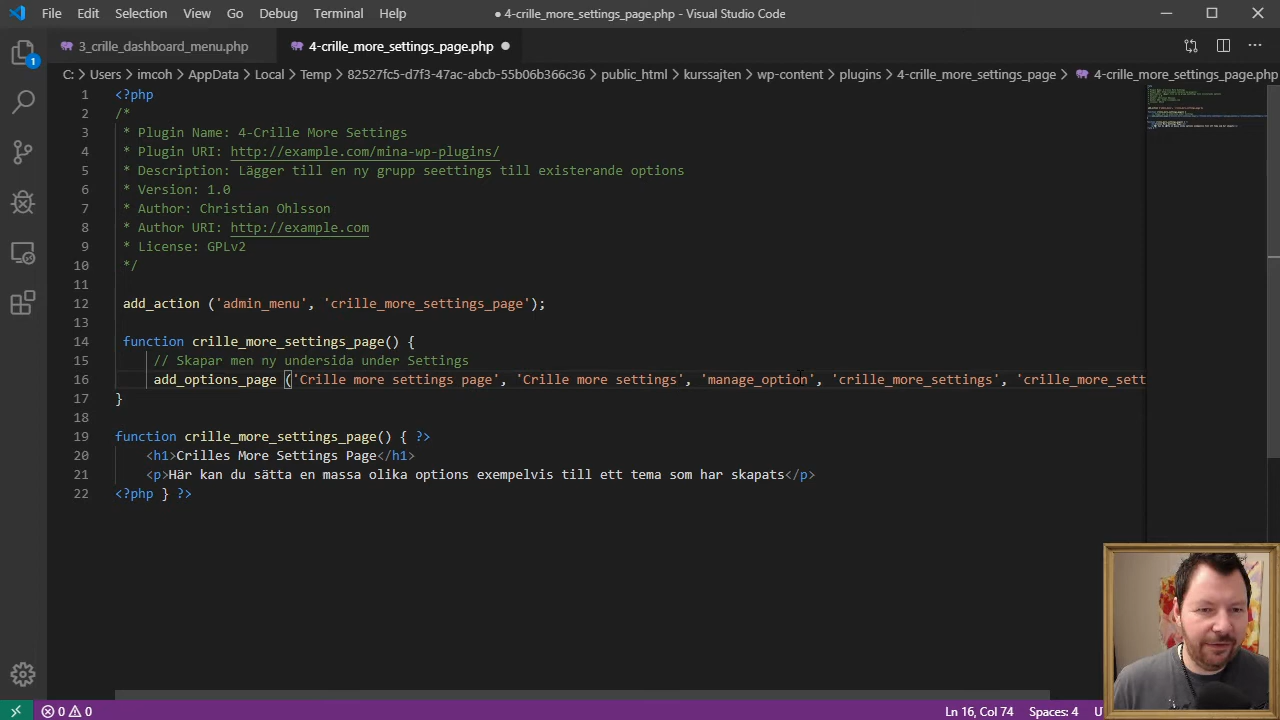 File Edit Selection View Go Debug Terminal Help
● 4-crille_more_settings_page.php - Visual Studio Code
3_crille_dashboard_menu.php
4-crille_more_settings_page.php ●
C: > Users > imcoh > AppData > Local > Temp > 82527fc5-d7f3-47ac-abcb-55b06b366c36 > public_html > kurssajten > wp-content > plugins > 4-crille_more_settings_page > 4-crille_more_settings_page.php
1 <?php
2 /*
3 * Plugin Name: 4-Crille More Settings
4 * Plugin URI: http://example.com/mina-wp-plugins/
5 * Description: Lägger till en ny grupp seettings till existerande options
6 * Version: 1.0
7 * Author: Christian Ohlsson
8 * Author URI: http://example.com
9 * License: GPLv2
10 */
11
12 add_action ('admin_menu', 'crille_more_settings_page');
13
14 function crille_more_settings_page() {
15 // Skapar men ny undersida under Settings
16 add_options_page ('Crille more settings page', 'Crille more settings', 'manage_option', 'crille_more_settings', 'crille_more_sett
17 }
18
19 function crille_more_settings_page() { ?>
20 <h1>Crilles More Settings Page</h1>
21 <p>Här kan du sätta en massa olika options exempelvis till ett tema som har skapats</p>
22 <?php } ?>
1
0 0
Ln 16, Col 74
Spaces: 4
U